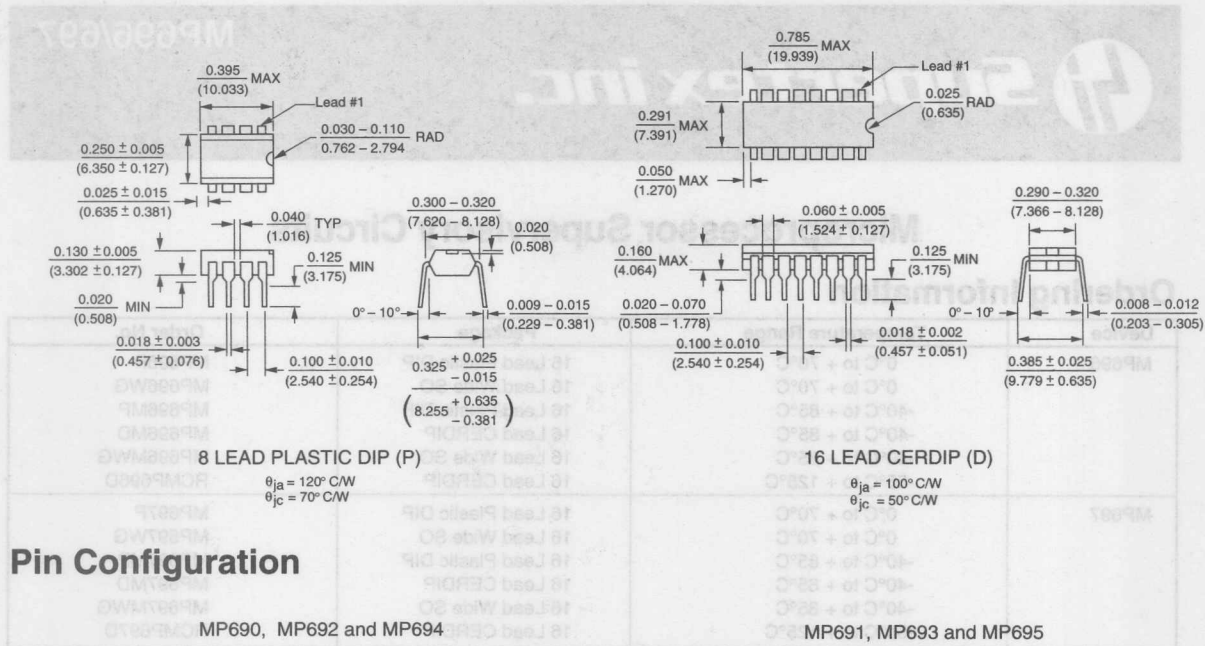 0.395 MAX
(10.033)
Lead #1
0.030 – 0.110 RAD
0.762 – 2.794
0.250 ± 0.005
(6.350 ± 0.127)
0.025 ± 0.015
(0.635 ± 0.381)
0.040 TYP
(1.016)
0.130 ± 0.005
(3.302 ± 0.127)
0.020 MIN
(0.508)
0.125 MIN
(3.175)
0.018 ± 0.003
(0.457 ± 0.076)
0.100 ± 0.010
(2.540 ± 0.254)
0.300 – 0.320
(7.620 – 8.128)
0.020
(0.508)
0° – 10°
0.009 – 0.015
(0.229 – 0.381)
0.325 + 0.025
– 0.015
(8.255 + 0.635
– 0.381)
8 LEAD PLASTIC DIP (P)
θja = 120° C/W
θjc = 70° C/W
0.785 MAX
(19.939)
Lead #1
0.025 RAD
(0.635)
0.291 MAX
(7.391)
0.050 MAX
(1.270)
0.060 ± 0.005
(1.524 ± 0.127)
0.160 MAX
(4.064)
0.020 – 0.070
(0.508 – 1.778)
0.125 MIN
(3.175)
0.100 ± 0.010
(2.540 ± 0.254)
0.018 ± 0.002
(0.457 ± 0.051)
0.290 – 0.320
(7.366 – 8.128)
0° – 10°
0.008 – 0.012
(0.203 – 0.305)
0.385 ± 0.025
(9.779 ± 0.635)
16 LEAD CERDIP (D)
θja = 100° C/W
θjc = 50° C/W
Pin Configuration
MP690, MP692 and MP694
MP691, MP693 and MP695